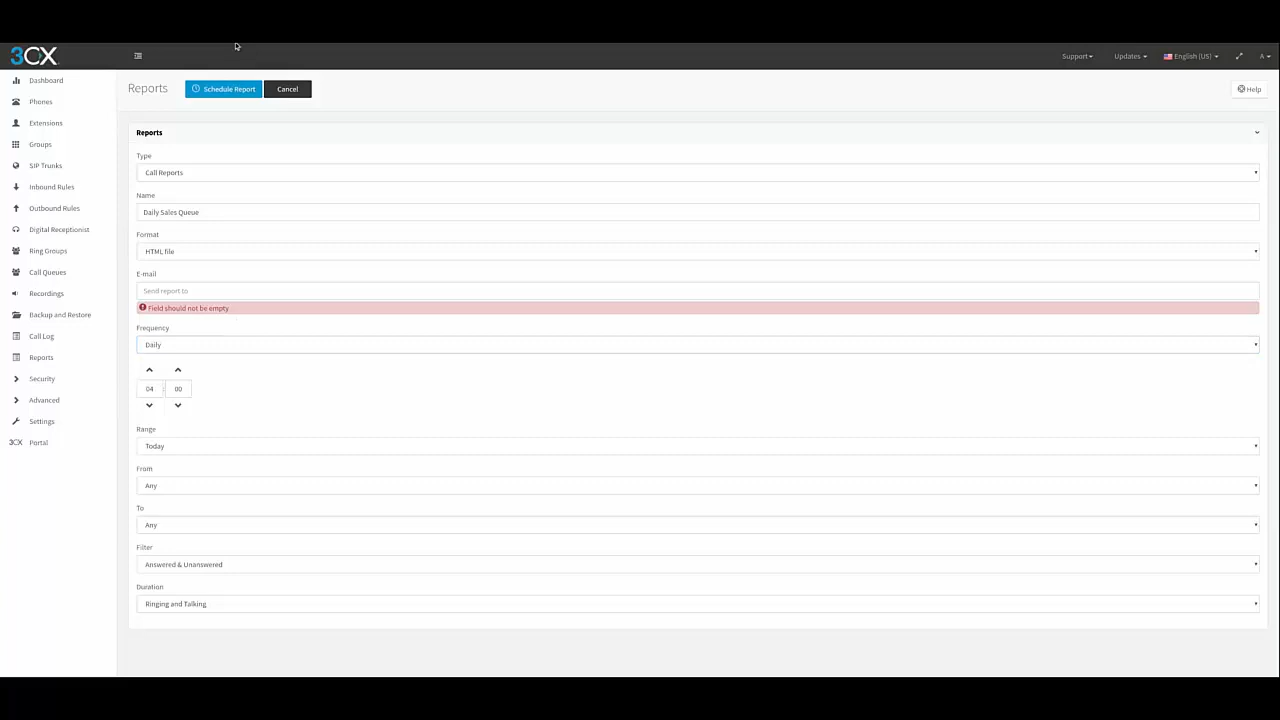 3CX
Support
Updates
English (US)
A
Dashboard
Phones
Extensions
Groups
SIP Trunks
Inbound Rules
Outbound Rules
Digital Receptionist
Ring Groups
Call Queues
Recordings
Backup and Restore
Call Log
Reports
Security
Advanced
Settings
3CX Portal
Reports
Schedule Report
Cancel
Help
Reports
Type
Call Reports
Name
Daily Sales Queue
Format
HTML file
E-mail
Send report to
Field should not be empty
Frequency
Daily
04 : 00
Range
Today
From
Any
To
Any
Filter
Answered & Unanswered
Duration
Ringing and Talking